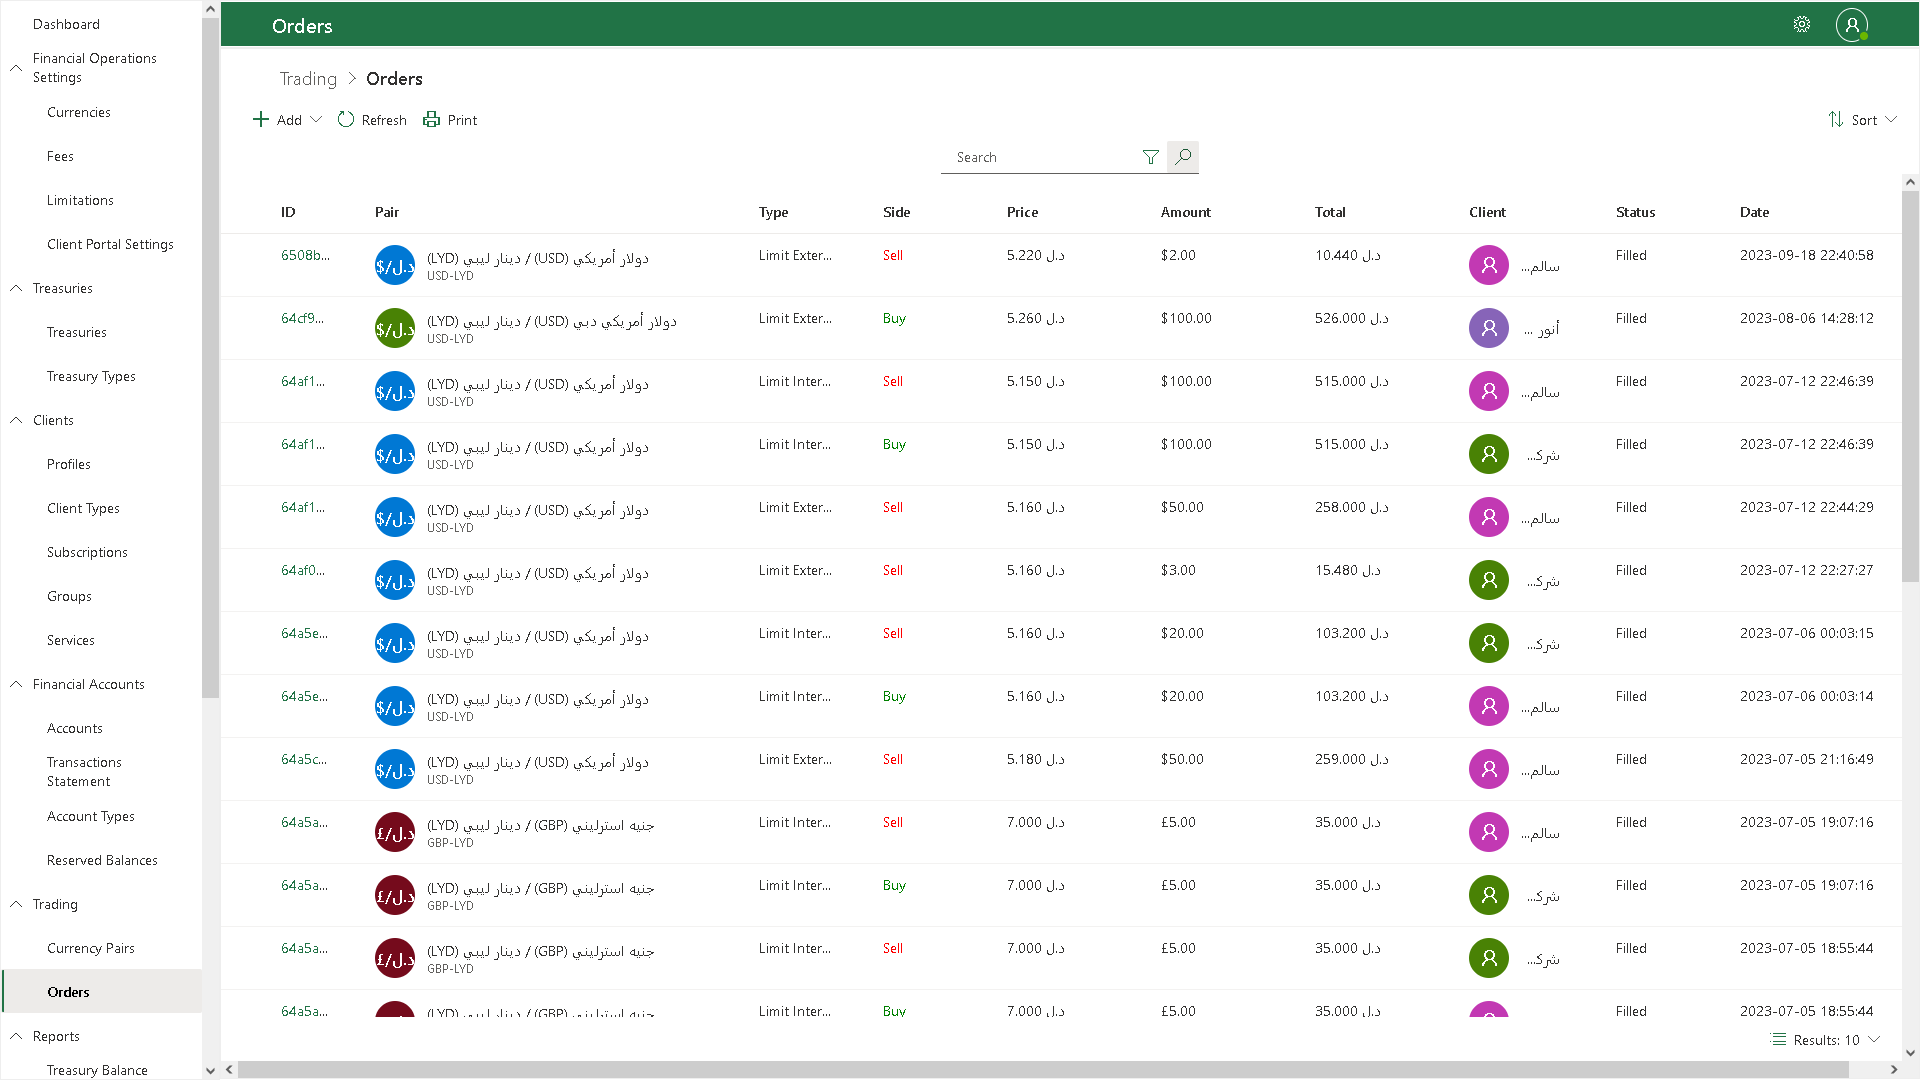 Dashboard
Financial Operations
Settings
Currencies
Fees
Limitations
Client Portal Settings
Treasuries
Treasuries
Treasury Types
Clients
Profiles
Client Types
Subscriptions
Groups
Services
Financial Accounts
Accounts
Transactions
Statement
Account Types
Reserved Balances
Trading
Currency Pairs
Orders
Reports
Treasury Balance
Orders
Trading > Orders
Add Refresh Print Sort
Search
ID Pair Type Side Price Amount Total Client Status Date
6508b... د.ل/$ دولار أمريكي (USD) / دينار ليبي (LYD) Limit Exter... Sell 5.220 د.ل $2.00 10.440 د.ل سالم... Filled 2023-09-18 22:40:58
USD-LYD
64cf9... د.ل/$ دولار أمريكي دبي (USD) / دينار ليبي (LYD) Limit Exter... Buy 5.260 د.ل $100.00 526.000 د.ل أنور ... Filled 2023-08-06 14:28:12
USD-LYD
64af1... د.ل/$ دولار أمريكي (USD) / دينار ليبي (LYD) Limit Inter... Sell 5.150 د.ل $100.00 515.000 د.ل سالم... Filled 2023-07-12 22:46:39
USD-LYD
64af1... د.ل/$ دولار أمريكي (USD) / دينار ليبي (LYD) Limit Inter... Buy 5.150 د.ل $100.00 515.000 د.ل شركـ... Filled 2023-07-12 22:46:39
USD-LYD
64af1... د.ل/$ دولار أمريكي (USD) / دينار ليبي (LYD) Limit Exter... Sell 5.160 د.ل $50.00 258.000 د.ل سالم... Filled 2023-07-12 22:44:29
USD-LYD
64af0... د.ل/$ دولار أمريكي (USD) / دينار ليبي (LYD) Limit Exter... Sell 5.160 د.ل $3.00 15.480 د.ل شركـ... Filled 2023-07-12 22:27:27
USD-LYD
64a5e... د.ل/$ دولار أمريكي (USD) / دينار ليبي (LYD) Limit Inter... Sell 5.160 د.ل $20.00 103.200 د.ل شركـ... Filled 2023-07-06 00:03:15
USD-LYD
64a5e... د.ل/$ دولار أمريكي (USD) / دينار ليبي (LYD) Limit Inter... Buy 5.160 د.ل $20.00 103.200 د.ل سالم... Filled 2023-07-06 00:03:14
USD-LYD
64a5c... د.ل/$ دولار أمريكي (USD) / دينار ليبي (LYD) Limit Exter... Sell 5.180 د.ل $50.00 259.000 د.ل سالم... Filled 2023-07-05 21:16:49
USD-LYD
64a5a... د.ل/£ جنيه استرليني (GBP) / دينار ليبي (LYD) Limit Inter... Sell 7.000 د.ل £5.00 35.000 د.ل سالم... Filled 2023-07-05 19:07:16
GBP-LYD
64a5a... د.ل/£ جنيه استرليني (GBP) / دينار ليبي (LYD) Limit Inter... Buy 7.000 د.ل £5.00 35.000 د.ل شركـ... Filled 2023-07-05 19:07:16
GBP-LYD
64a5a... د.ل/£ جنيه استرليني (GBP) / دينار ليبي (LYD) Limit Inter... Sell 7.000 د.ل £5.00 35.000 د.ل شركـ... Filled 2023-07-05 18:55:44
GBP-LYD
64a5a... جنيه استرليني (GBP) / دينار ليبي (LYD) Limit Inter... Buy 7.000 د.ل £5.00 35.000 د.ل Filled 2023-07-05 18:55:44
Results: 10